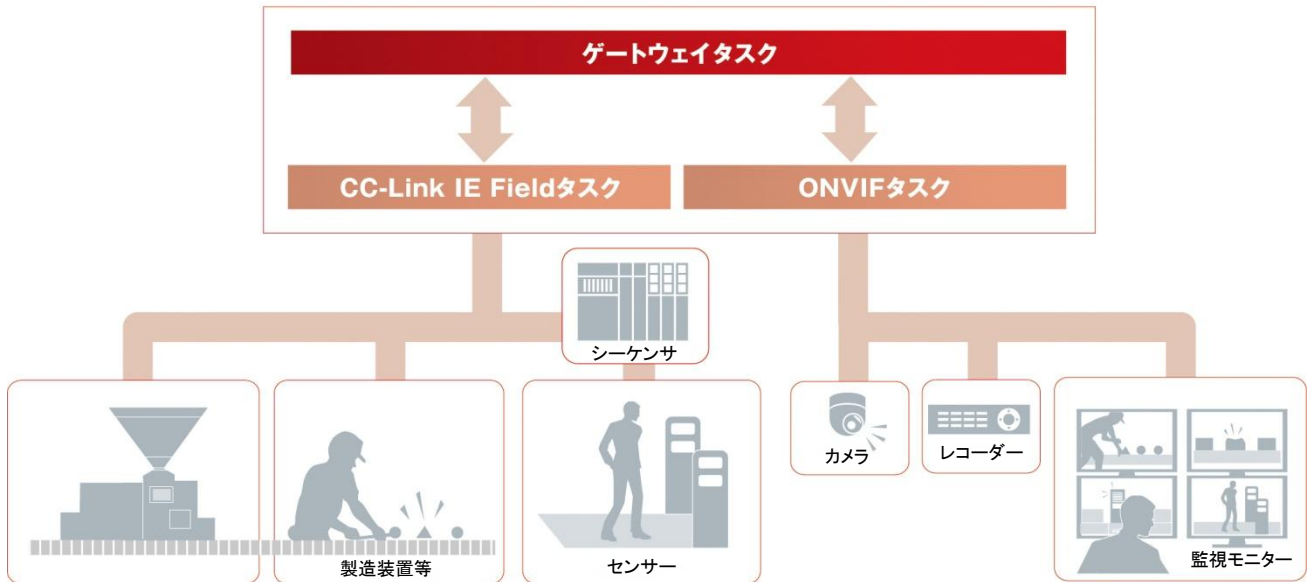 ゲートウェイタスク
CC-Link IE Fieldタスク
ONVIFタスク
シーケンサ
カメラ
レコーダー
製造装置等
センサー
監視モニター